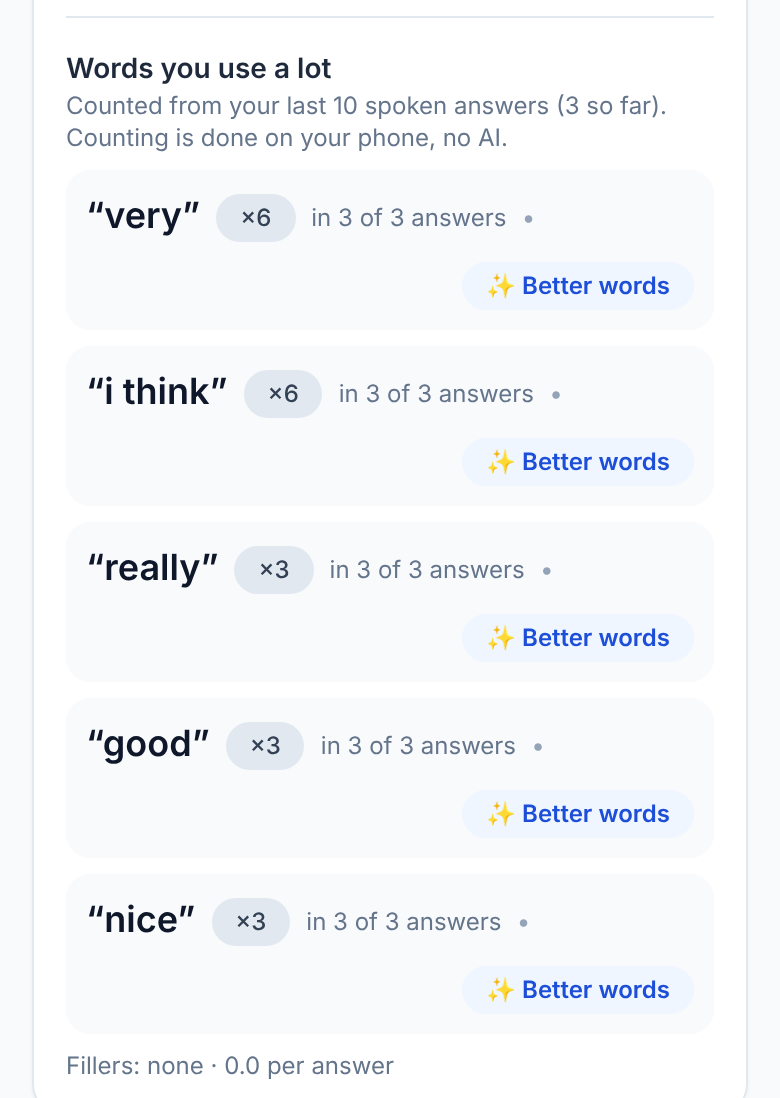 Words you use a lot
Counted from your last 10 spoken answers (3 so far).
Counting is done on your phone, no AI.
“very” ×6 in 3 of 3 answers •
✨ Better words
“i think” ×6 in 3 of 3 answers •
✨ Better words
“really” ×3 in 3 of 3 answers •
✨ Better words
“good” ×3 in 3 of 3 answers •
✨ Better words
“nice” ×3 in 3 of 3 answers •
✨ Better words
Fillers: none · 0.0 per answer